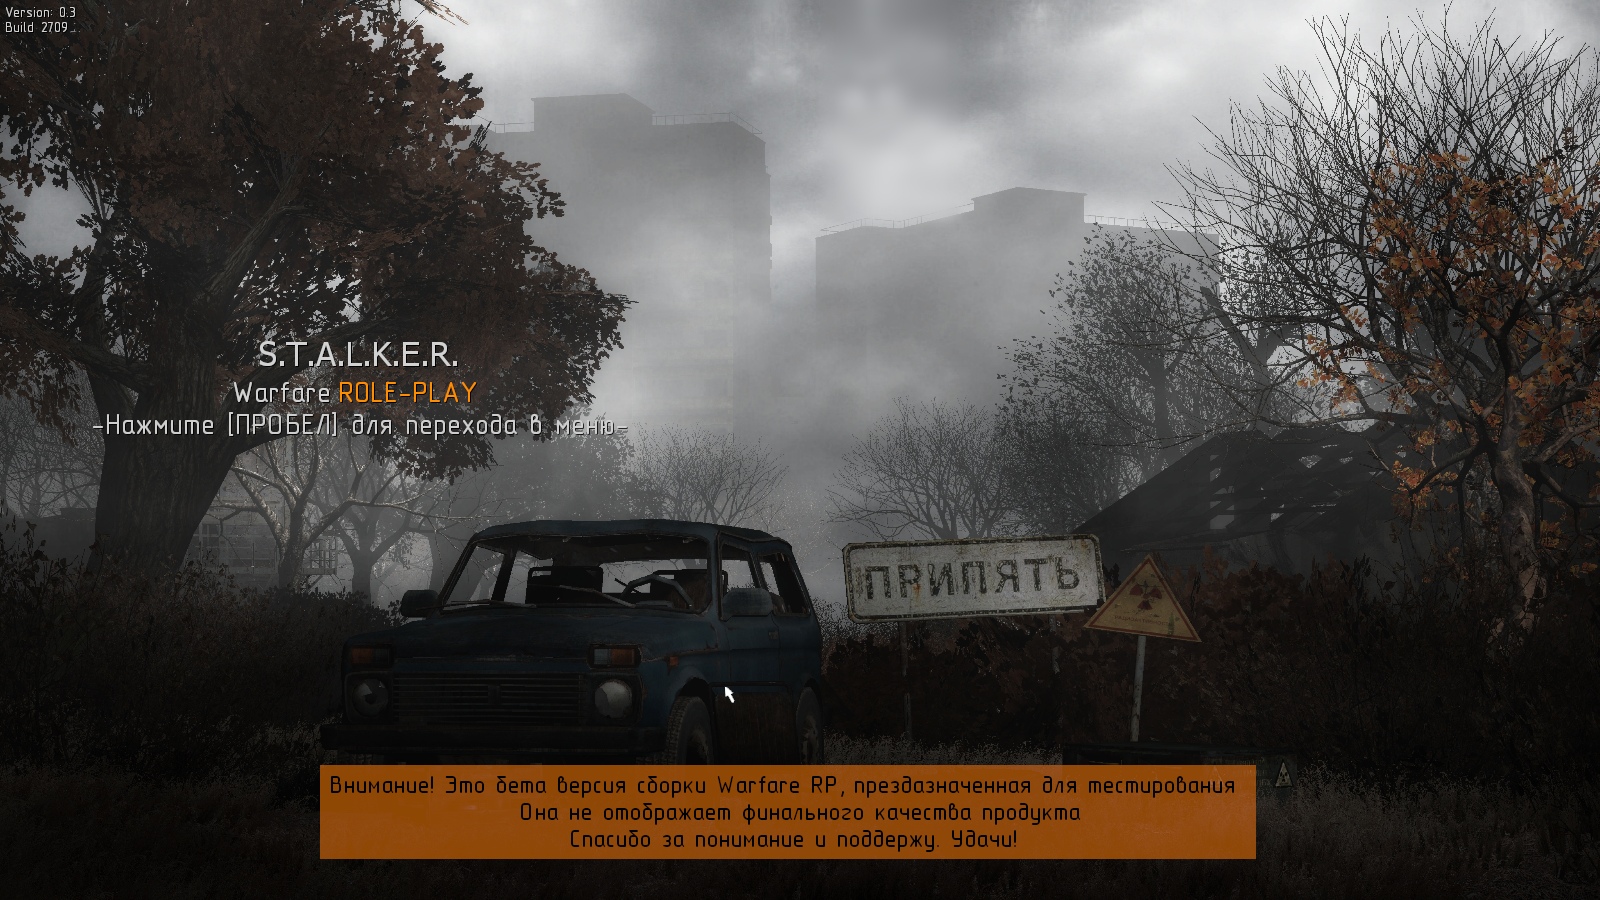 Version: 0.3
Build 2709
S.T.A.L.K.E.R.
Warfare ROLE-PLAY
-Нажмите [ПРОБЕЛ] для перехода в меню-
ПРИПЯТЬ
Внимание! Это бета версия сборки Warfare RP, прездазначенная для тестирования
Она не отображает финального качества продукта
Спасибо за понимание и поддержу. Удачи!